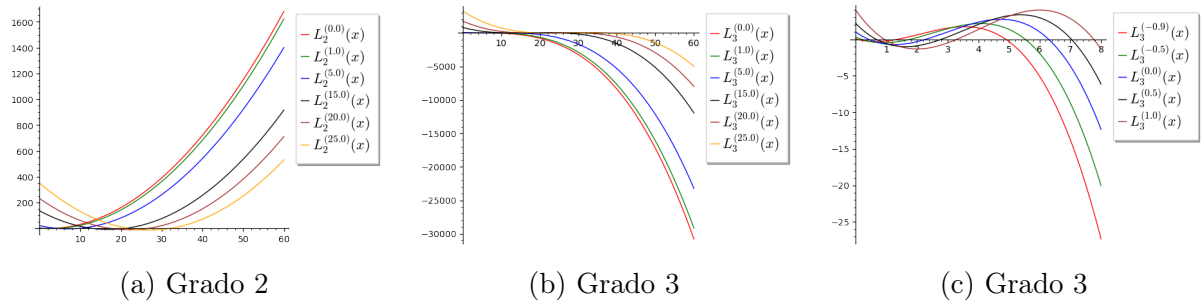 1600
1400
1200
1000
800
600
400
200
10 20 30 40 50 60
L_2^{(0.0)}(x)
L_2^{(1.0)}(x)
L_2^{(5.0)}(x)
L_2^{(15.0)}(x)
L_2^{(20.0)}(x)
L_2^{(25.0)}(x)
(a) Grado 2
10 20 30 40 50 60
−5000
−10000
−15000
−20000
−25000
−30000
L_3^{(0.0)}(x)
L_3^{(1.0)}(x)
L_3^{(5.0)}(x)
L_3^{(15.0)}(x)
L_3^{(20.0)}(x)
L_3^{(25.0)}(x)
(b) Grado 3
1 2 3 4 5 6 7 8
−5
−10
−15
−20
−25
L_3^{(−0.9)}(x)
L_3^{(−0.5)}(x)
L_3^{(0.0)}(x)
L_3^{(0.5)}(x)
L_3^{(1.0)}(x)
(c) Grado 3